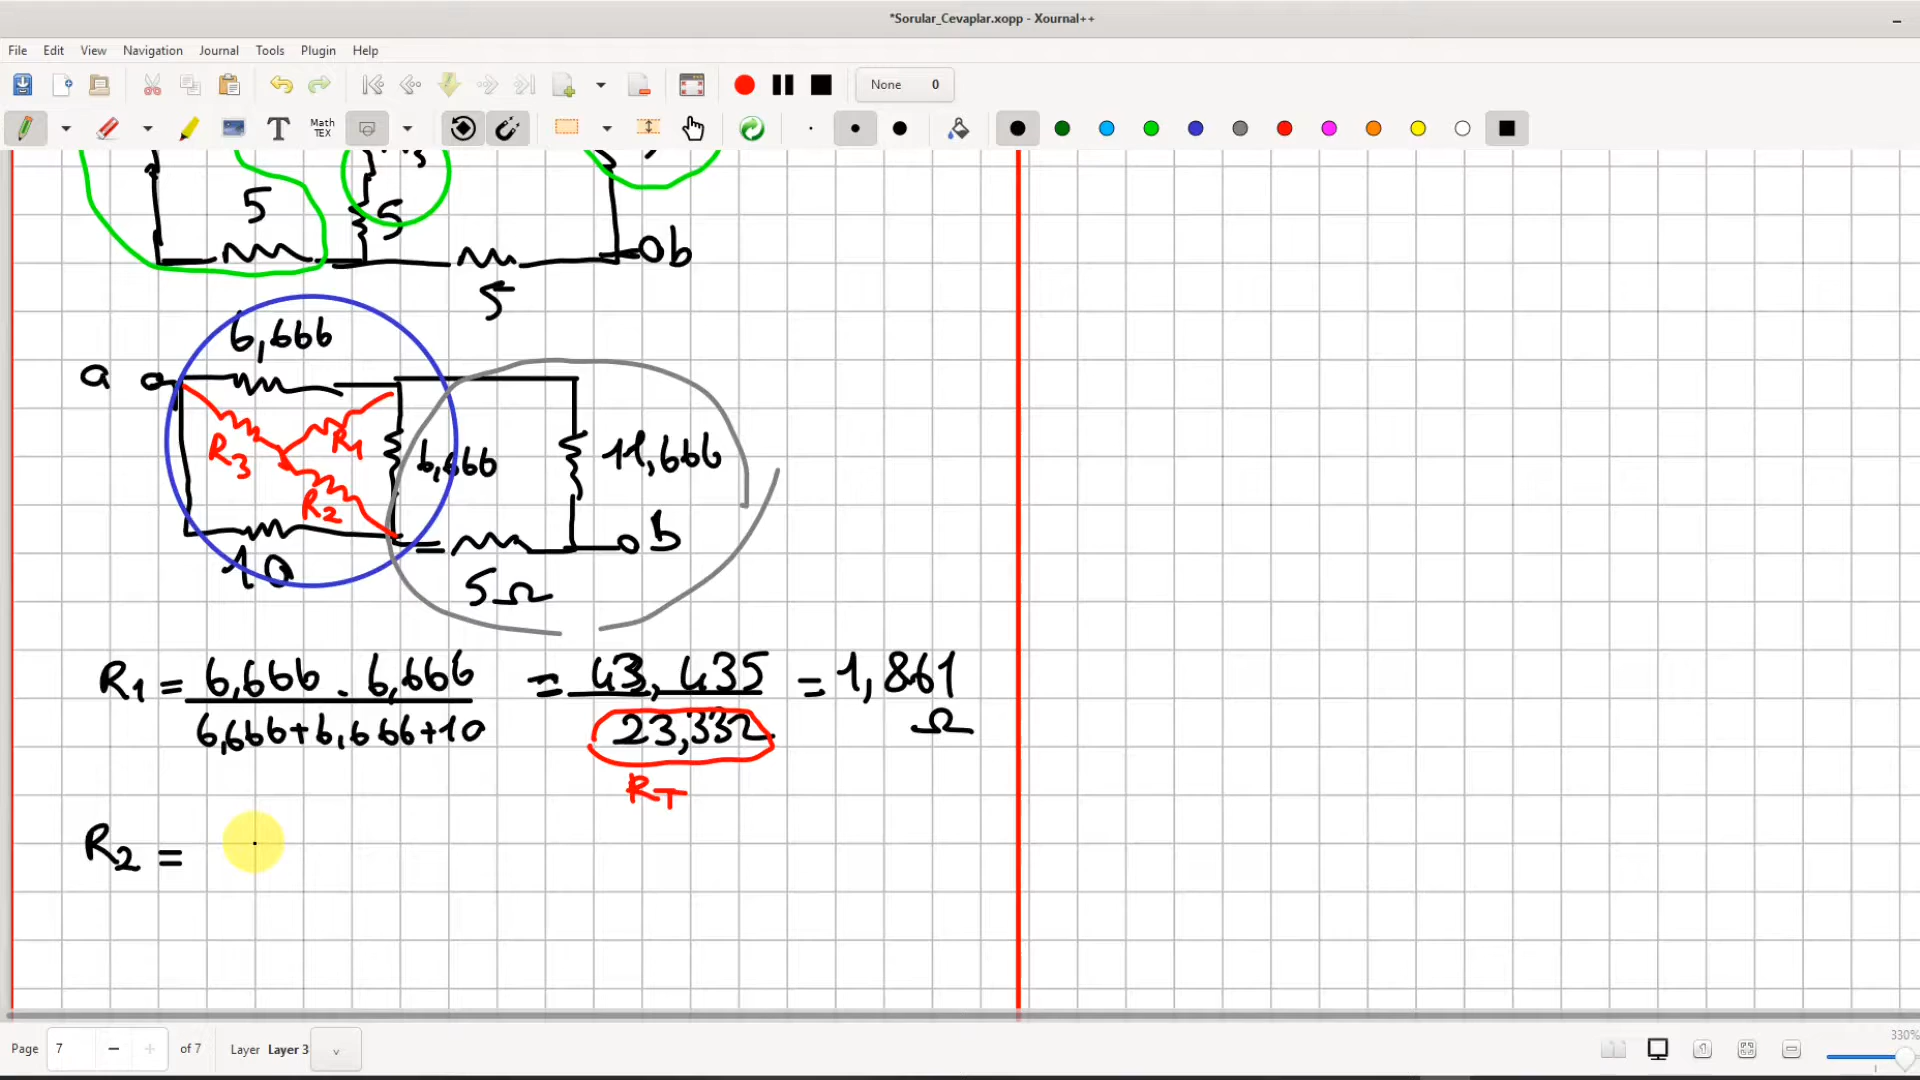 *Sorular_Cevaplar.xopp - Xournal++
File Edit View Navigation Journal Tools Plugin Help
None 0
T Math TEX
5
5
b
5
6,666
a
R3 R1 6,666 11,666
R2
b
10
5Ω
R1 = 6,666 . 6,666 = 43,435 = 1,861
6,666+6,666+10 23,332 Ω
RT
R2 =
Page 7 of 7 Layer Layer 3
330%